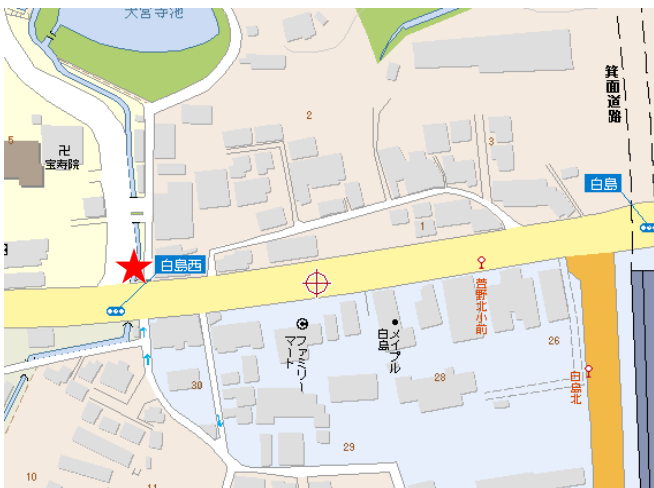 大宮寺池
箕面道路
2
3
5
卍
宝寿院
白島
1
白島西
萱野北小前
ファミリー
マート
メイプル
白島
26
白島北
30
28
29
10
11